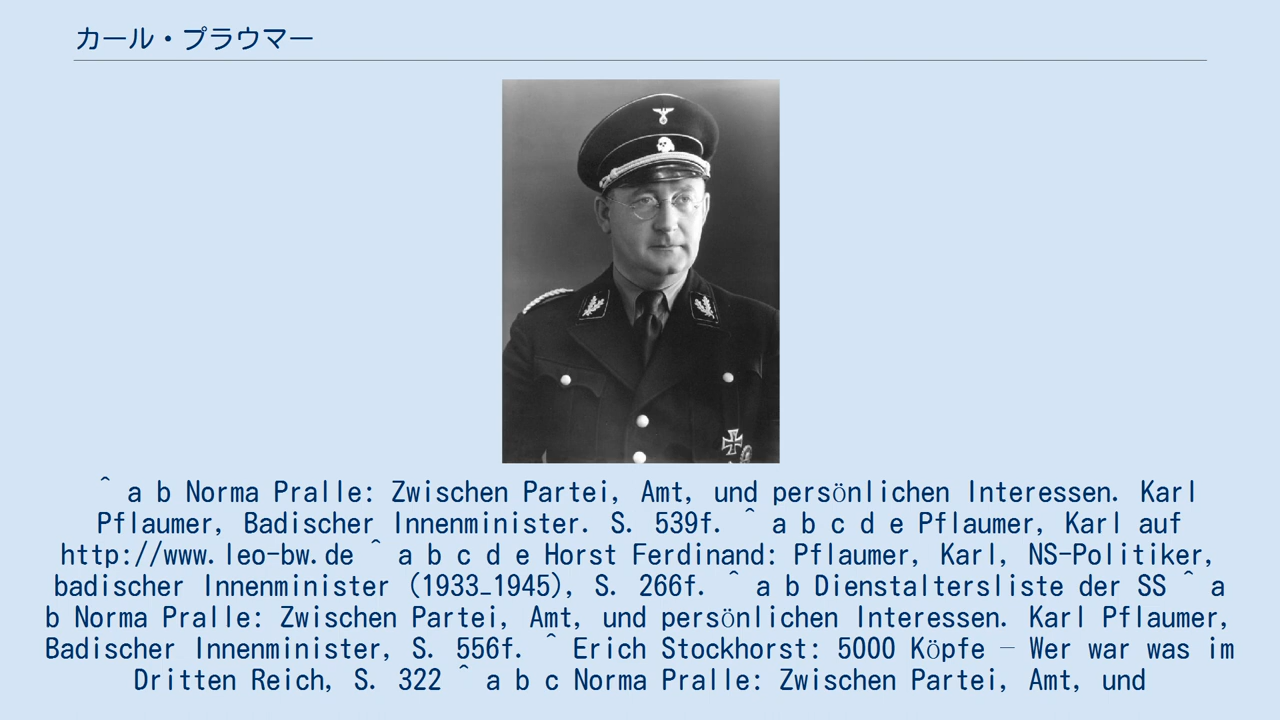 カール・プラウマー
^ a b Norma Pralle: Zwischen Partei, Amt, und persönlichen Interessen. Karl
Pflaumer, Badischer Innenminister. S. 539f. ^ a b c d e Pflaumer, Karl auf
http://www.leo-bw.de ^ a b c d e Horst Ferdinand: Pflaumer, Karl, NS-Politiker,
badischer Innenminister (1933–1945), S. 266f. ^ a b Dienstaltersliste der SS ^ a
b Norma Pralle: Zwischen Partei, Amt, und persönlichen Interessen. Karl Pflaumer,
Badischer Innenminister, S. 556f. ^ Erich Stockhorst: 5000 Köpfe – Wer war was im
Dritten Reich, S. 322 ^ a b c Norma Pralle: Zwischen Partei, Amt, und